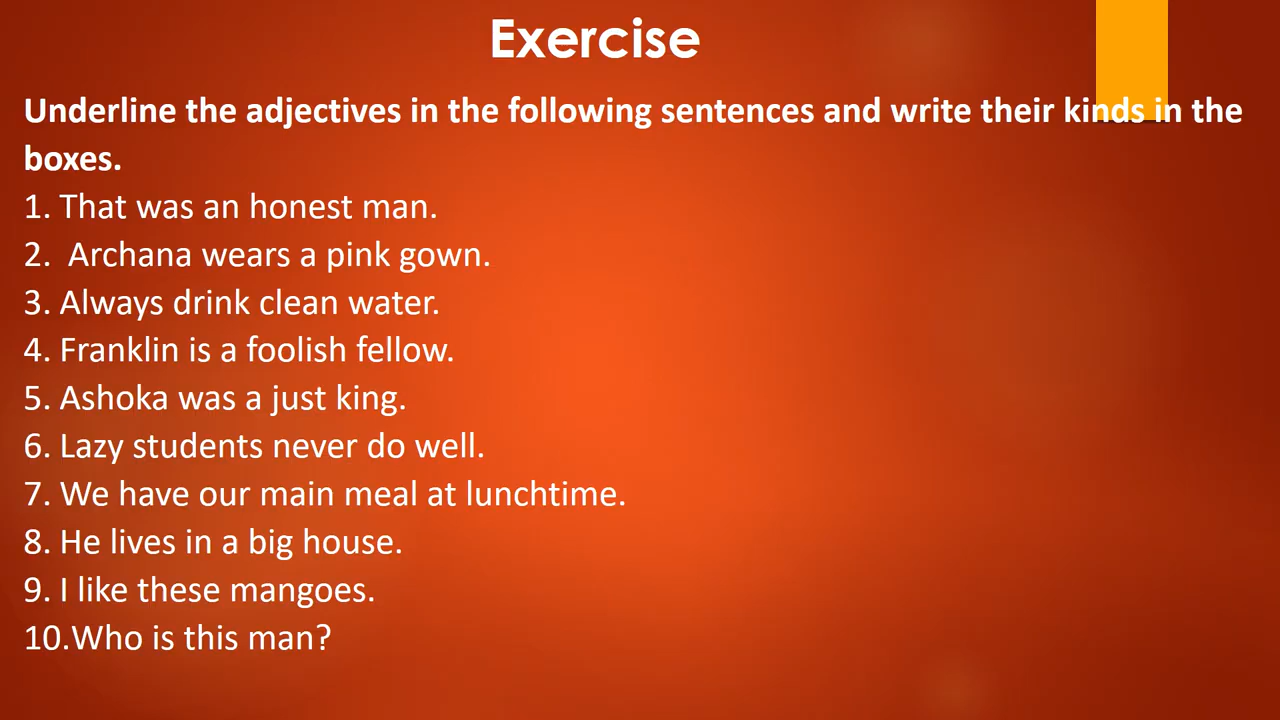 Exercise
Underline the adjectives in the following sentences and write their kinds in the
boxes.
1. That was an honest man.
2.  Archana wears a pink gown.
3. Always drink clean water.
4. Franklin is a foolish fellow.
5. Ashoka was a just king.
6. Lazy students never do well.
7. We have our main meal at lunchtime.
8. He lives in a big house.
9. I like these mangoes.
10.Who is this man?